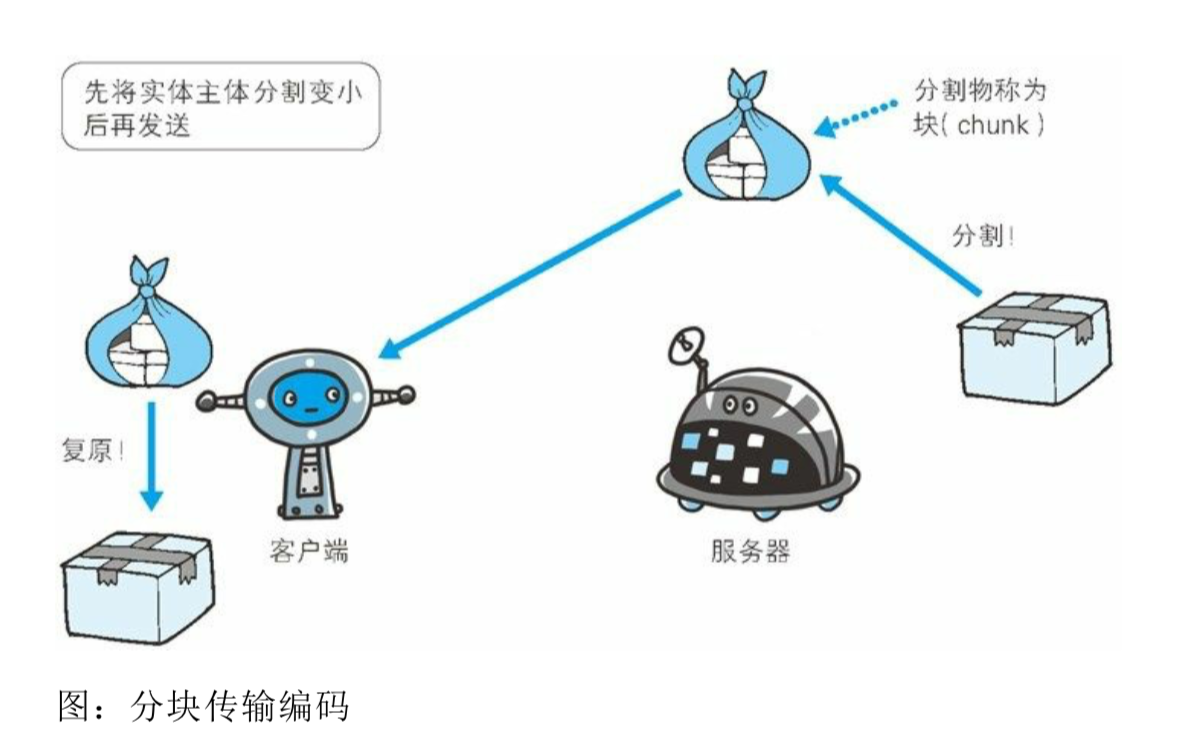 先将实体主体分割变小
后再发送
分割物称为
块( chunk )
分割!
复原!
客户端
服务器
图：分块传输编码